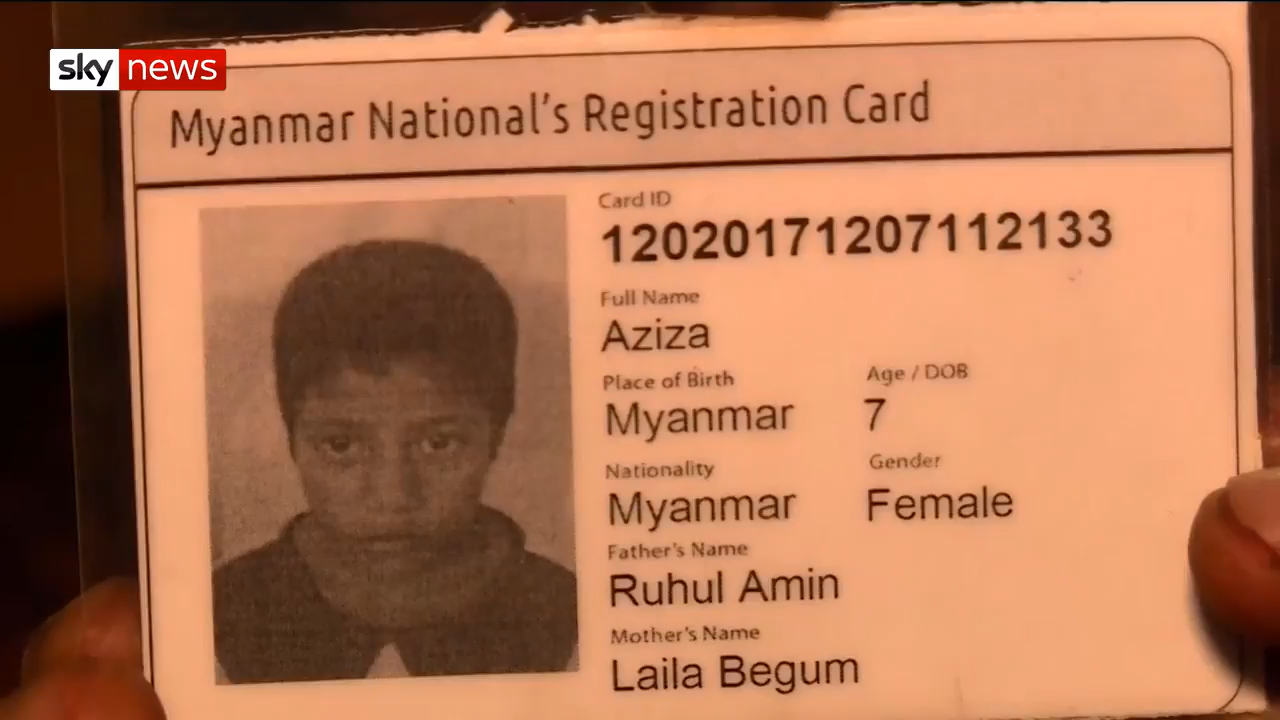 sky news
Myanmar National's Registration Card
Card ID
12020171207112133
Full Name
Aziza
Place of Birth
Myanmar
Age / DOB
7
Nationality
Myanmar
Gender
Female
Father's Name
Ruhul Amin
Mother's Name
Laila Begum